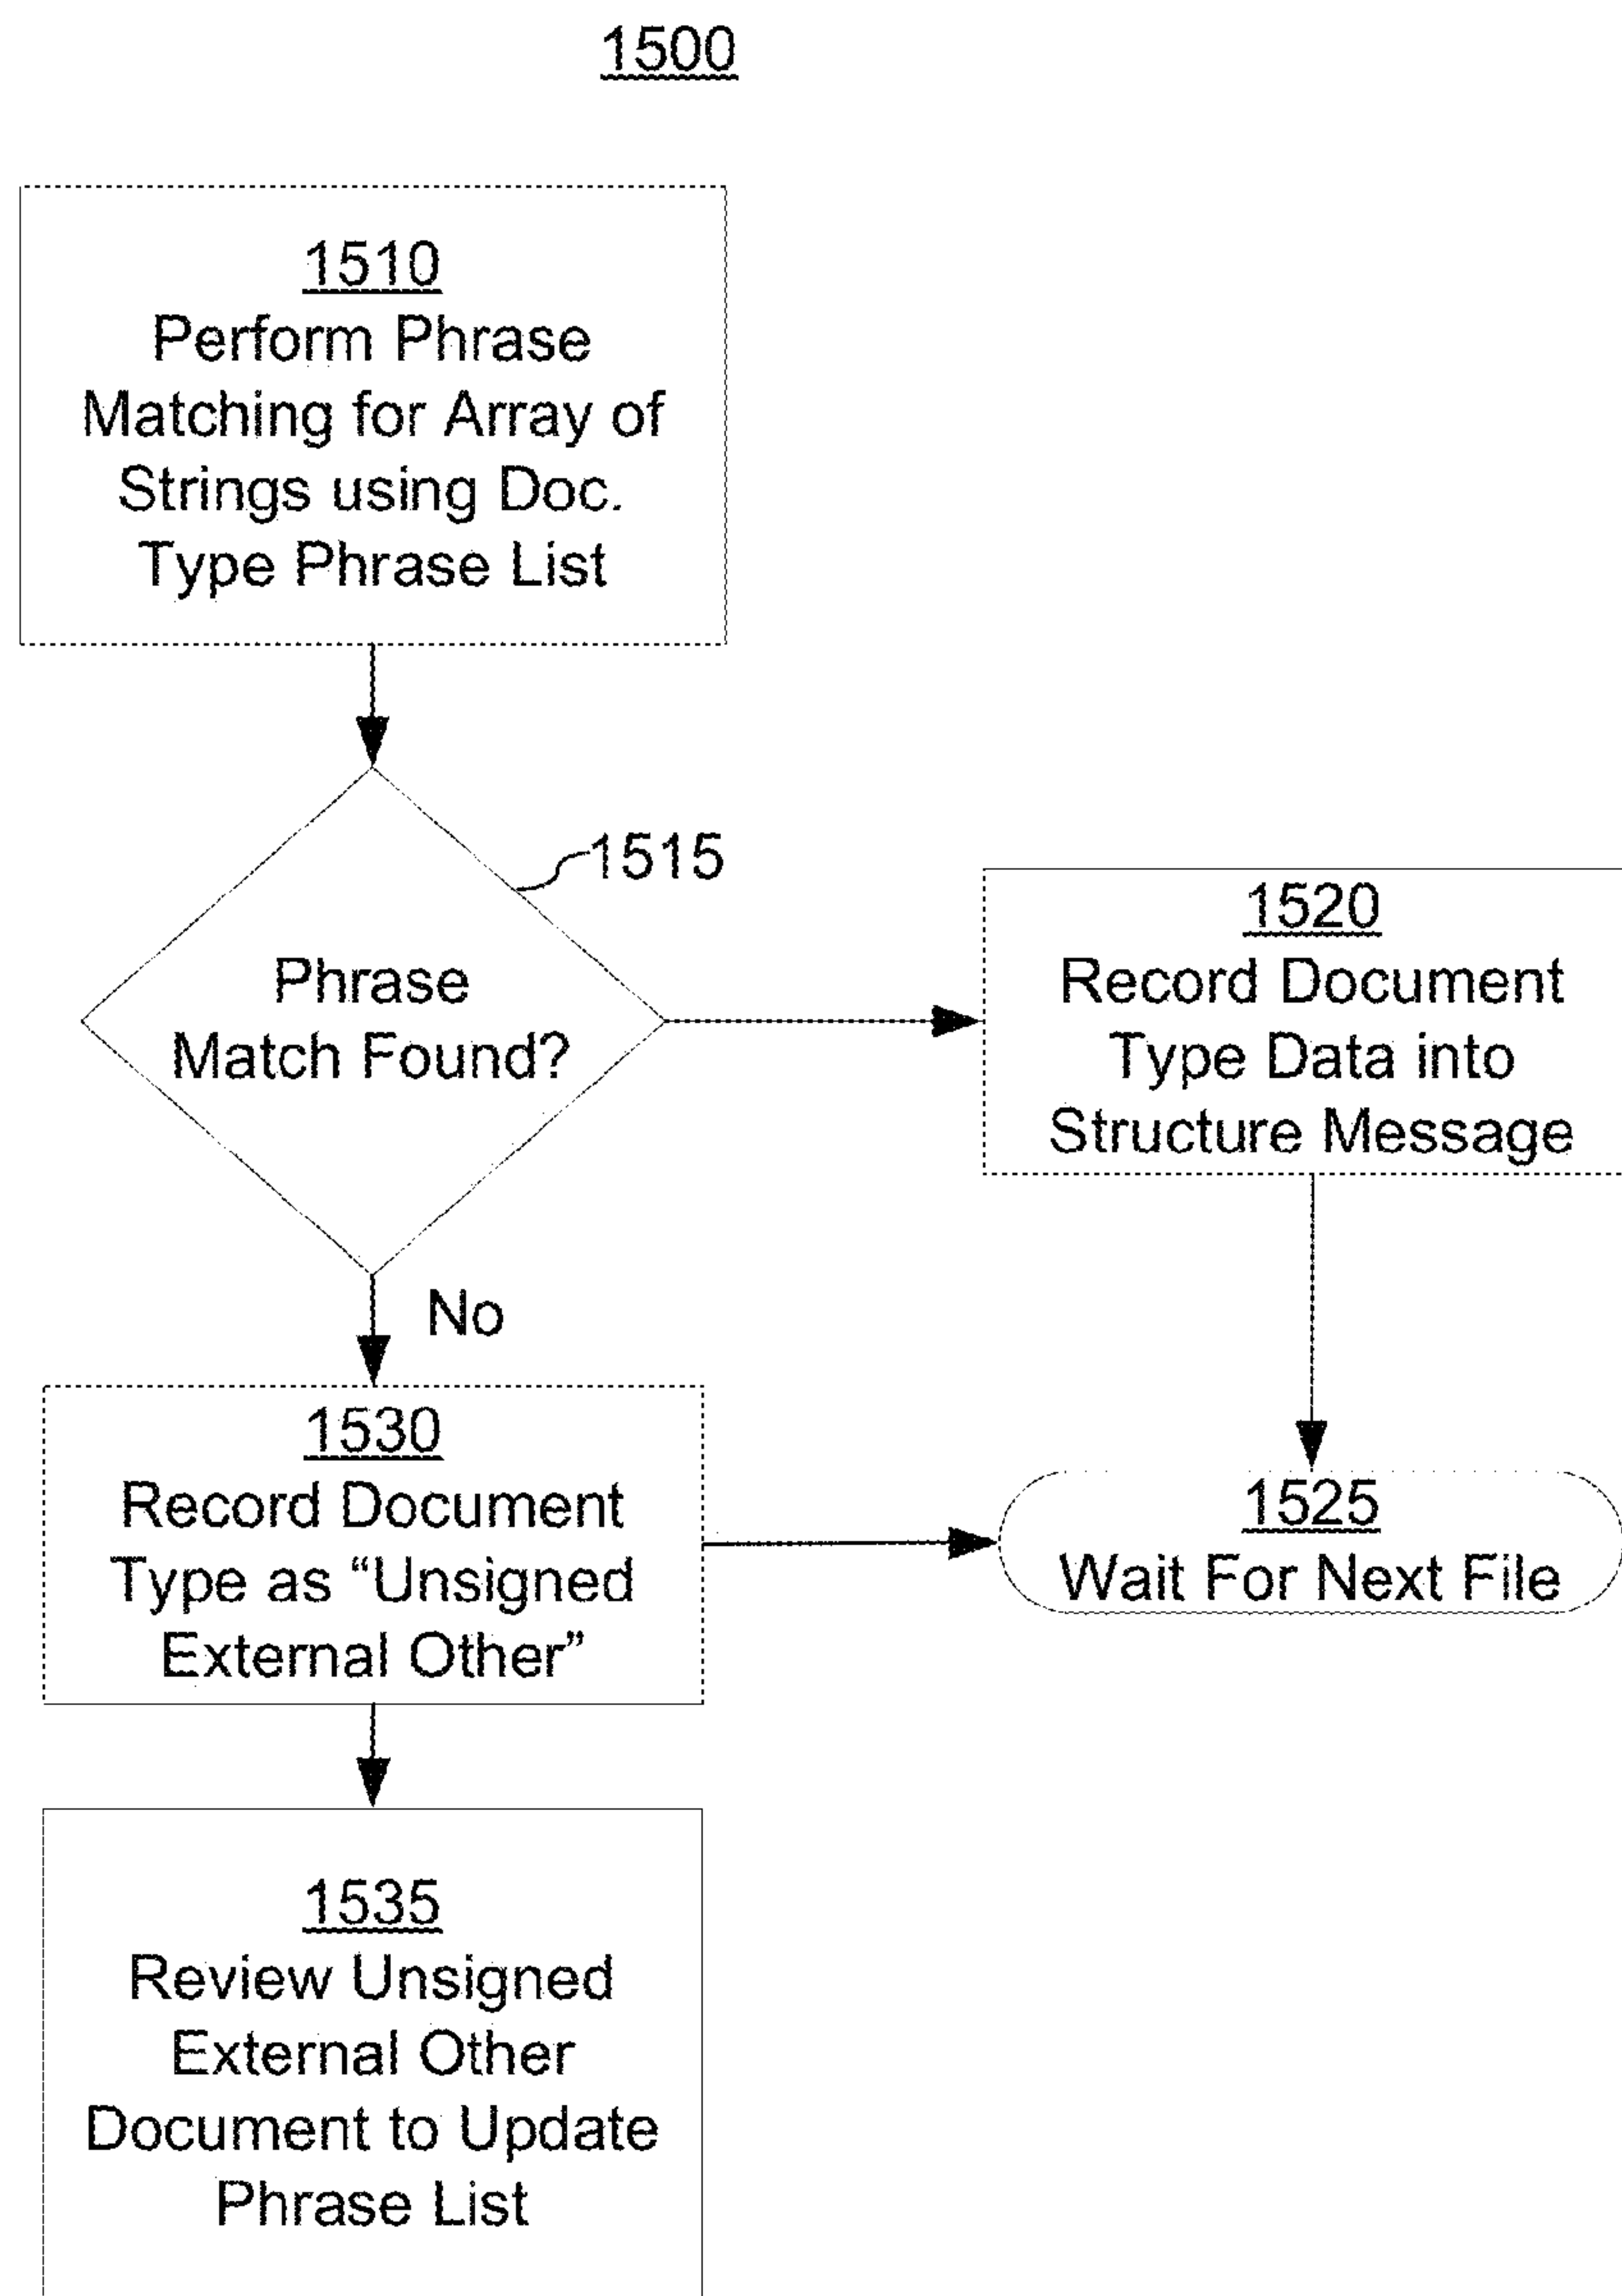 1500
1510
Perform Phrase
Matching for Array of
Strings using Doc.
Type Phrase List
1515
Phrase
Match Found?
1520
Record Document
Type Data into
Structure Message
No
1530
Record Document
Type as “Unsigned
External Other”
1525
Wait For Next File
1535
Review Unsigned
External Other
Document to Update
Phrase List